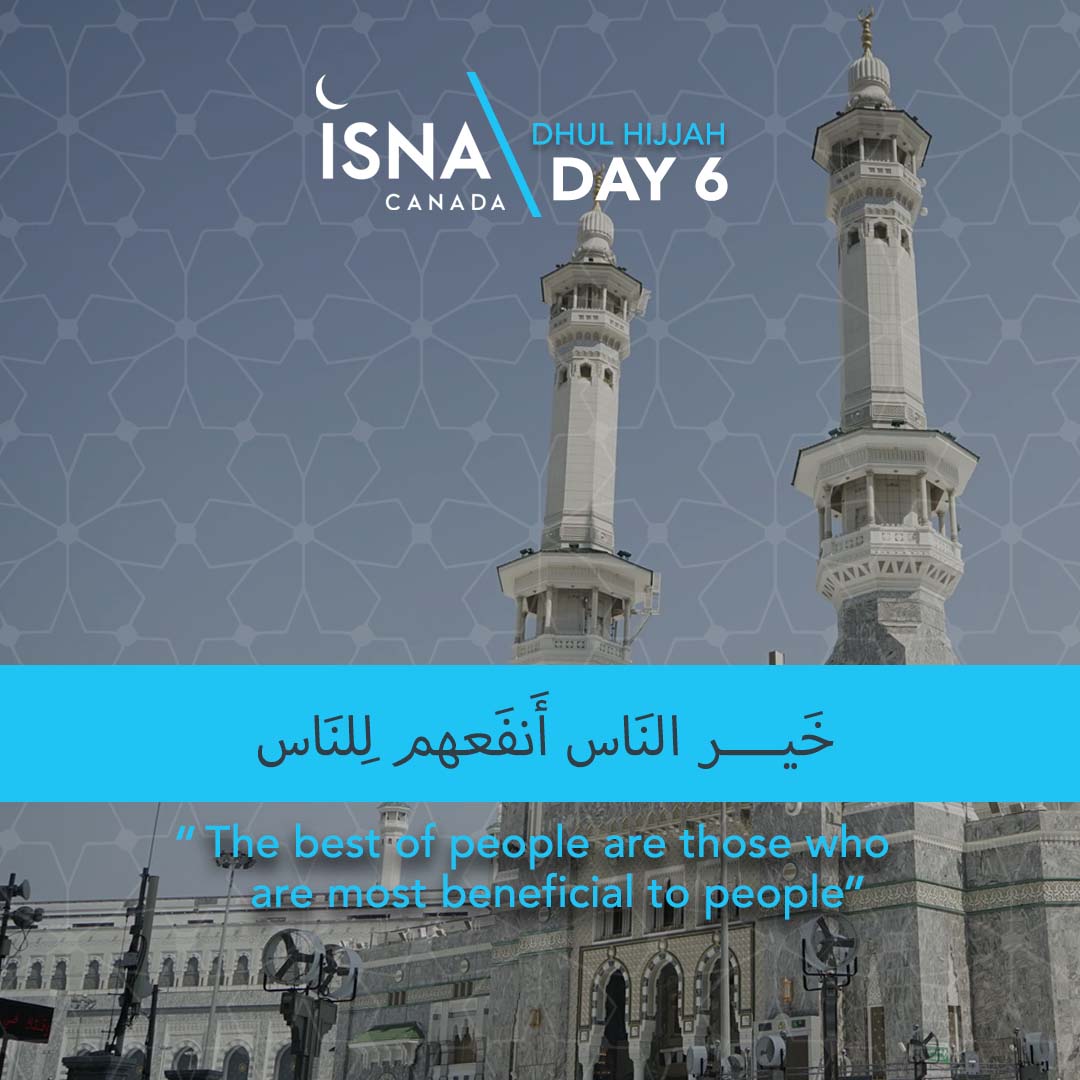 ISNA
CANADA
DHUL HIJJAH
DAY 6
خَيـــر النَاس أَنفَعهم لِلنَاس
“ The best of people are those who
are most beneficial to people”